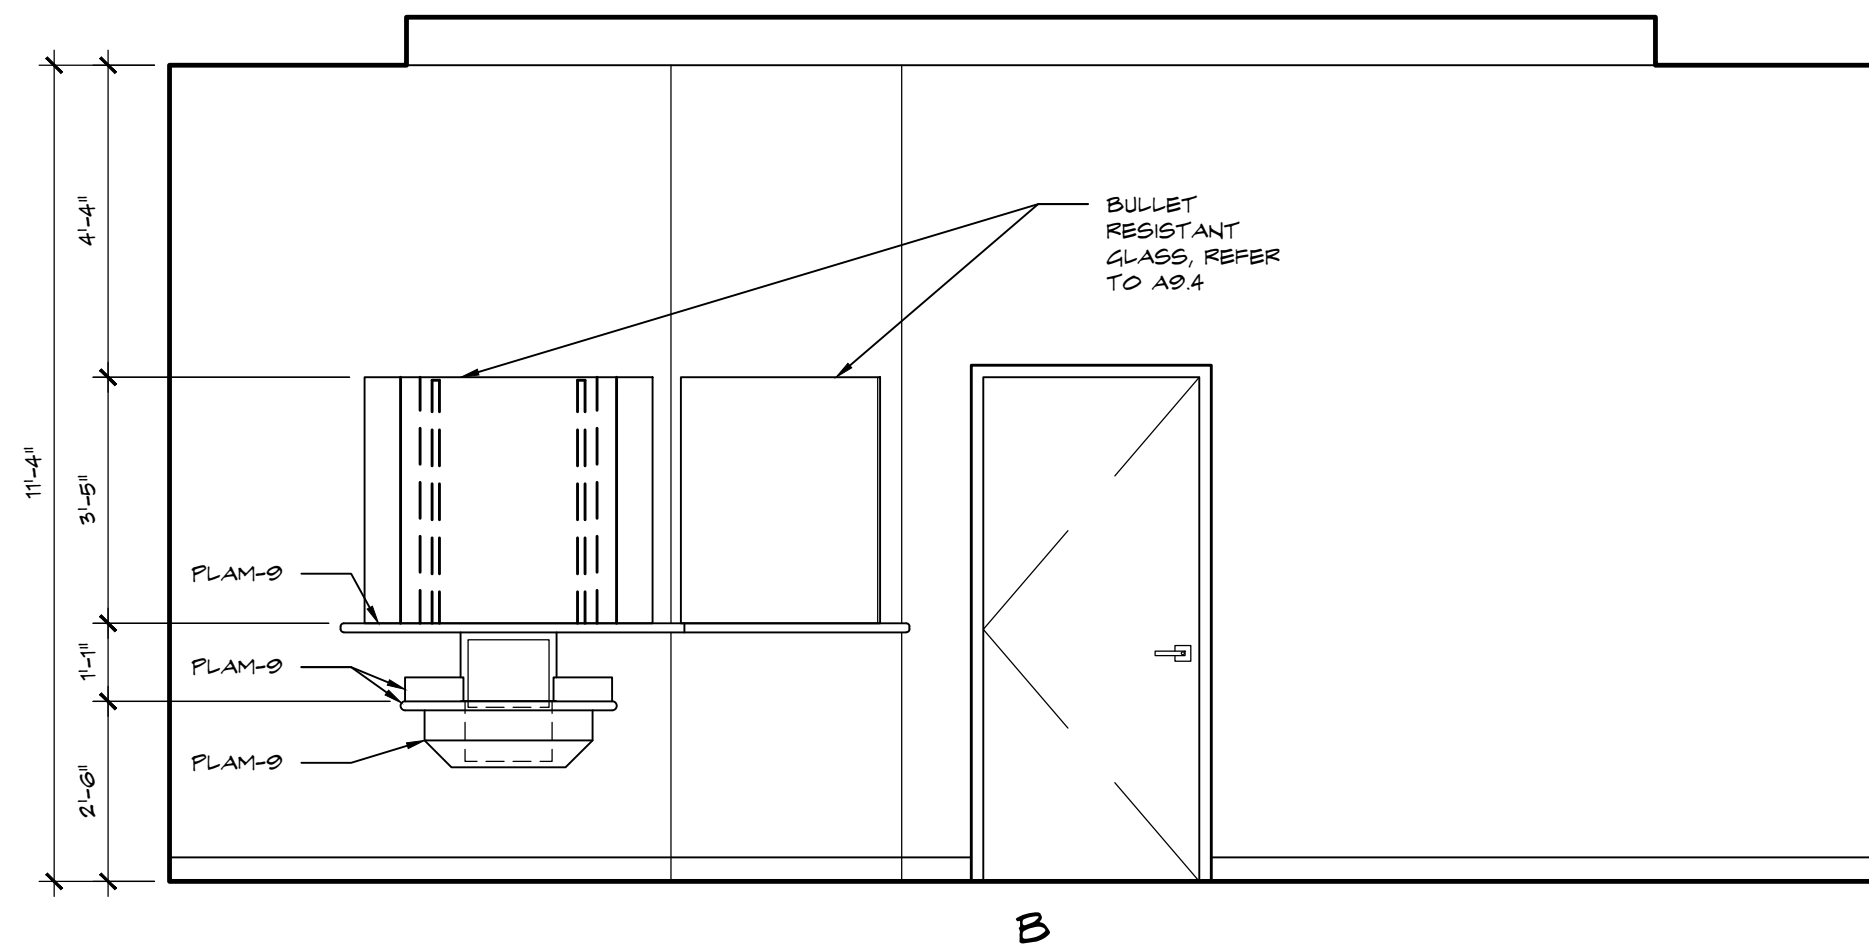 BULLET
RESISTANT
GLASS, REFER
TO A9.4
4'-4"
11'-4"
3'-5"
PLAM-9
1'-1"
PLAM-9
PLAM-9
2'-6"
B